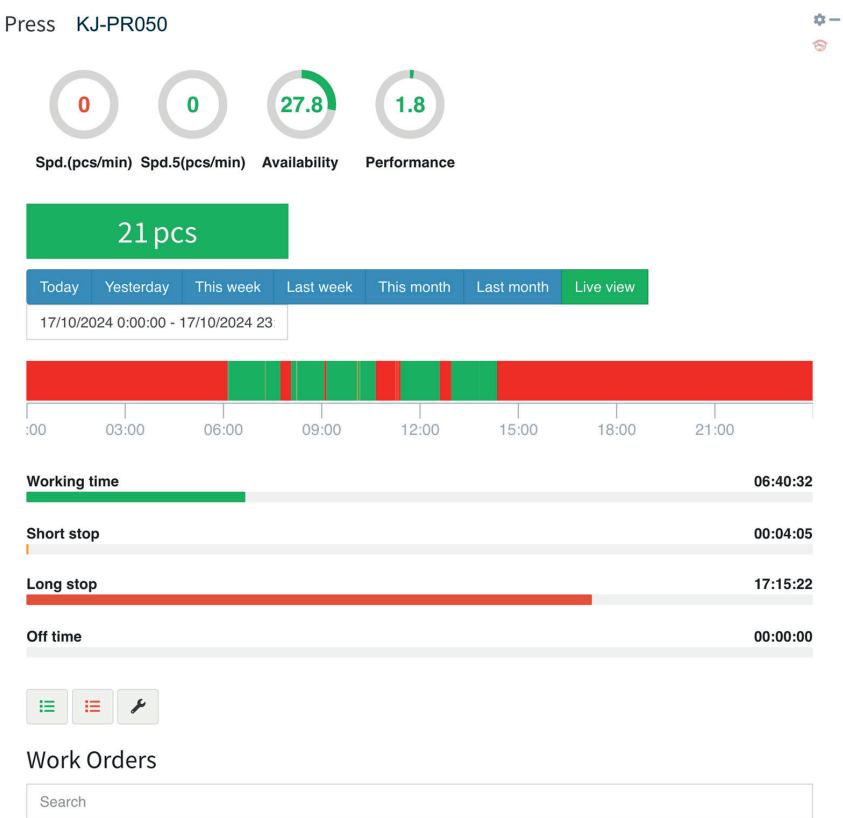 Press KJ-PR050
0 0 27.8 1.8
Spd.(pcs/min) Spd.5(pcs/min) Availability Performance
21 pcs
Today Yesterday This week Last week This month Last month Live view
17/10/2024 0:00:00 - 17/10/2024 23:
:00 03:00 06:00 09:00 12:00 15:00 18:00 21:00
Working time 06:40:32
Short stop 00:04:05
Long stop 17:15:22
Off time 00:00:00
Work Orders
Search